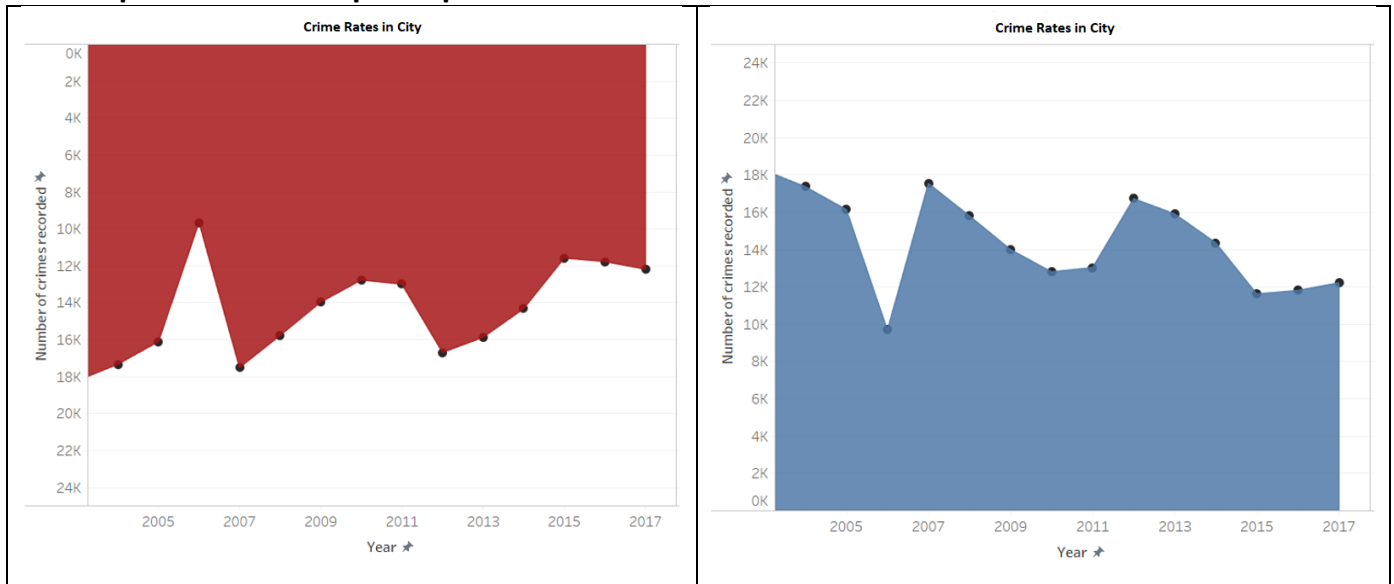 Crime Rates in City
0K
2K
4K
6K
8K
10K
12K
14K
16K
18K
20K
22K
24K
Number of crimes recorded
2005 2007 2009 2011 2013 2015 2017
Year
Crime Rates in City
24K
22K
20K
18K
16K
14K
12K
10K
8K
6K
4K
2K
0K
Number of crimes recorded
2005 2007 2009 2011 2013 2015 2017
Year